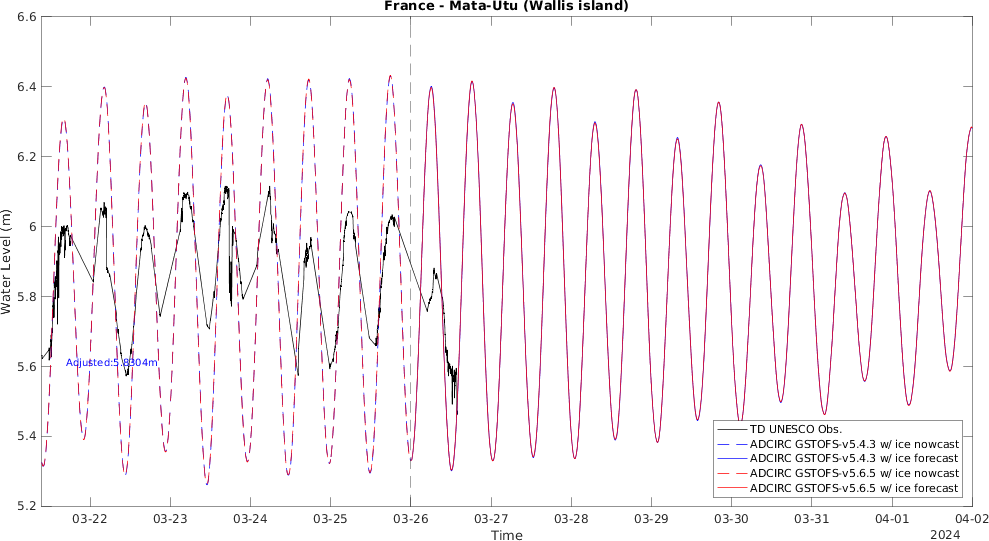 France - Mata-Utu (Wallis island)
6.6
6.4
6.2
6
5.8
5.6
5.4
5.2
Water Level (m)
Adjusted:5.8304m
TD UNESCO Obs.
ADCIRC GSTOFS-v5.4.3 w/ ice nowcast
ADCIRC GSTOFS-v5.4.3 w/ ice forecast
ADCIRC GSTOFS-v5.6.5 w/ ice nowcast
ADCIRC GSTOFS-v5.6.5 w/ ice forecast
03-22 03-23 03-24 03-25 03-26 03-27 03-28 03-29 03-30 03-31 04-01 04-02
Time
2024